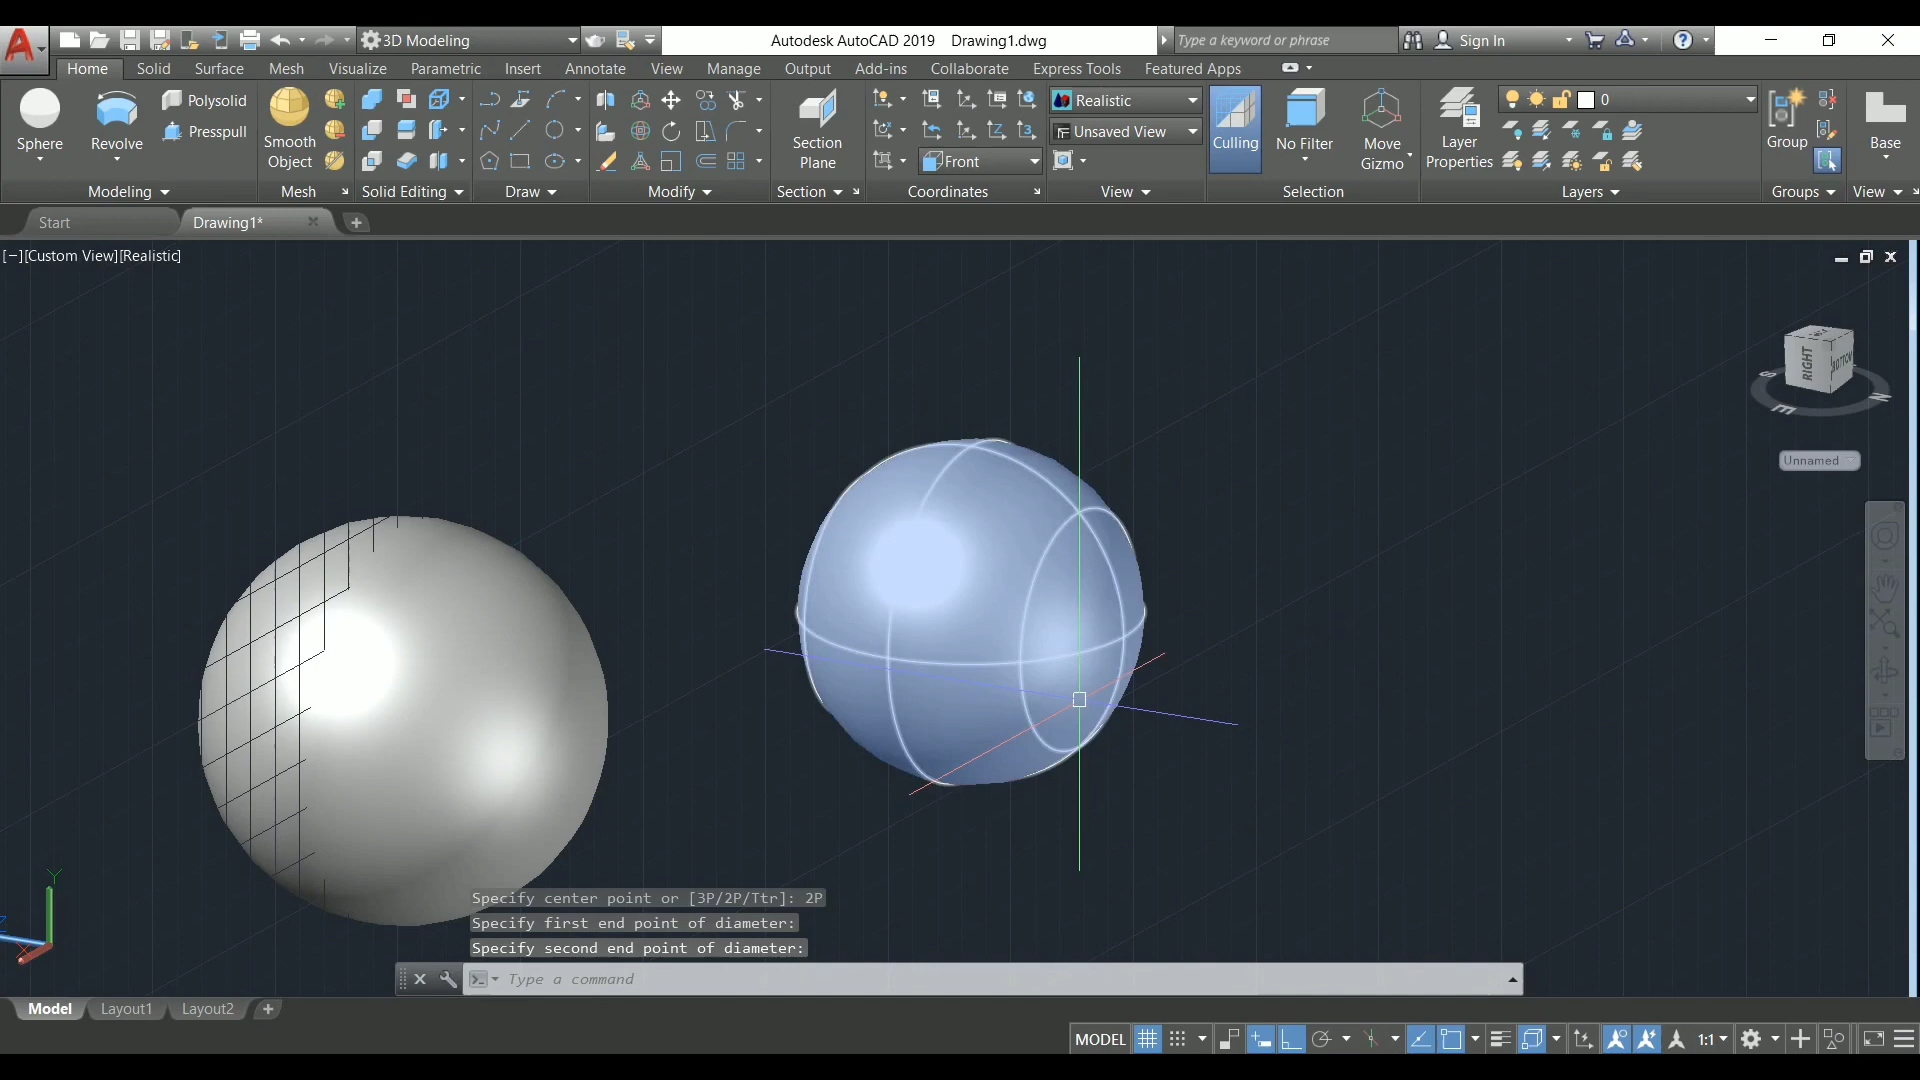 3D Modeling
Autodesk AutoCAD 2019 Drawing1.dwg
Type a keyword or phrase
Sign In
Home Solid Surface Mesh Visualize Parametric Insert Annotate View Manage Output Add-ins Collaborate Express Tools Featured Apps
Sphere
Revolve
Polysolid
Presspull
Smooth
Object
Section
Plane
Front
Realistic
Unsaved View
Culling
No Filter
Move
Gizmo
Layer
Properties
0
Group
Base
Modeling Mesh Solid Editing Draw Modify Section Coordinates View Selection Layers Groups View
Start Drawing1*
[−][Custom View][Realistic]
RIGHT
BOTTOM
S
E
N
Unnamed
Y
Z
X
Specify center point or [3P/2P/Ttr]: 2P
Specify first end point of diameter:
Specify second end point of diameter:
Type a command
Model Layout1 Layout2
MODEL
1:1